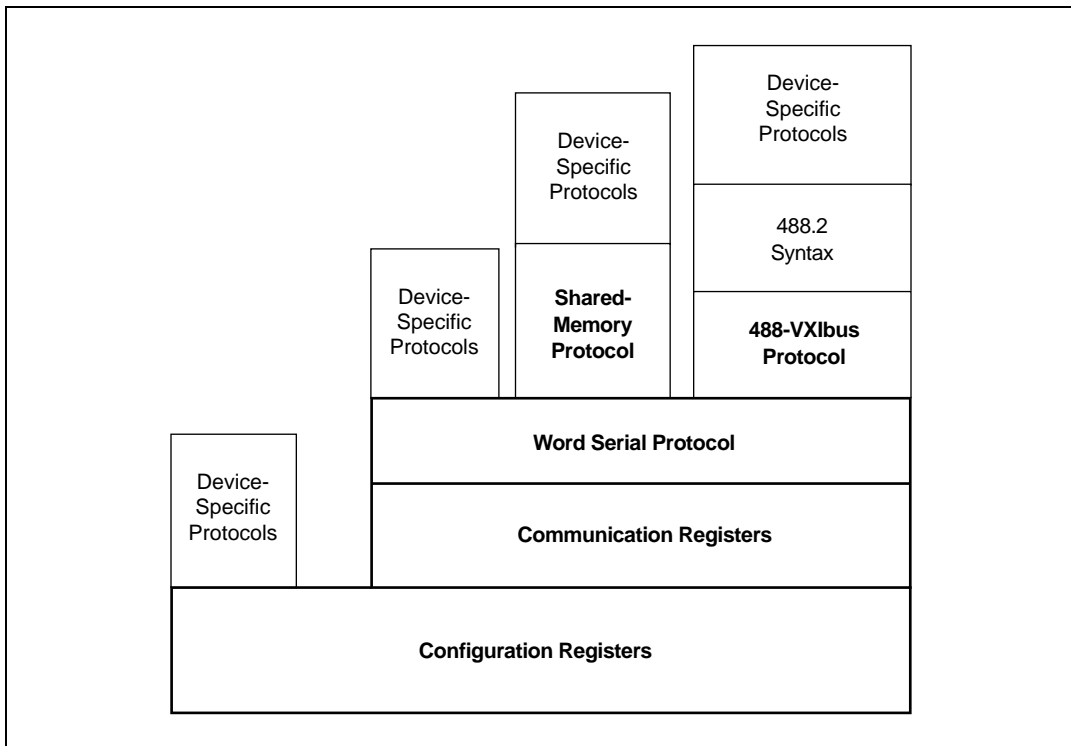 Device-
Specific
Protocols
Device-
Specific
Protocols
488.2
Syntax
Device-
Specific
Protocols
Shared-
Memory
Protocol
488-VXIbus
Protocol
Word Serial Protocol
Device-
Specific
Protocols
Communication Registers
Configuration Registers